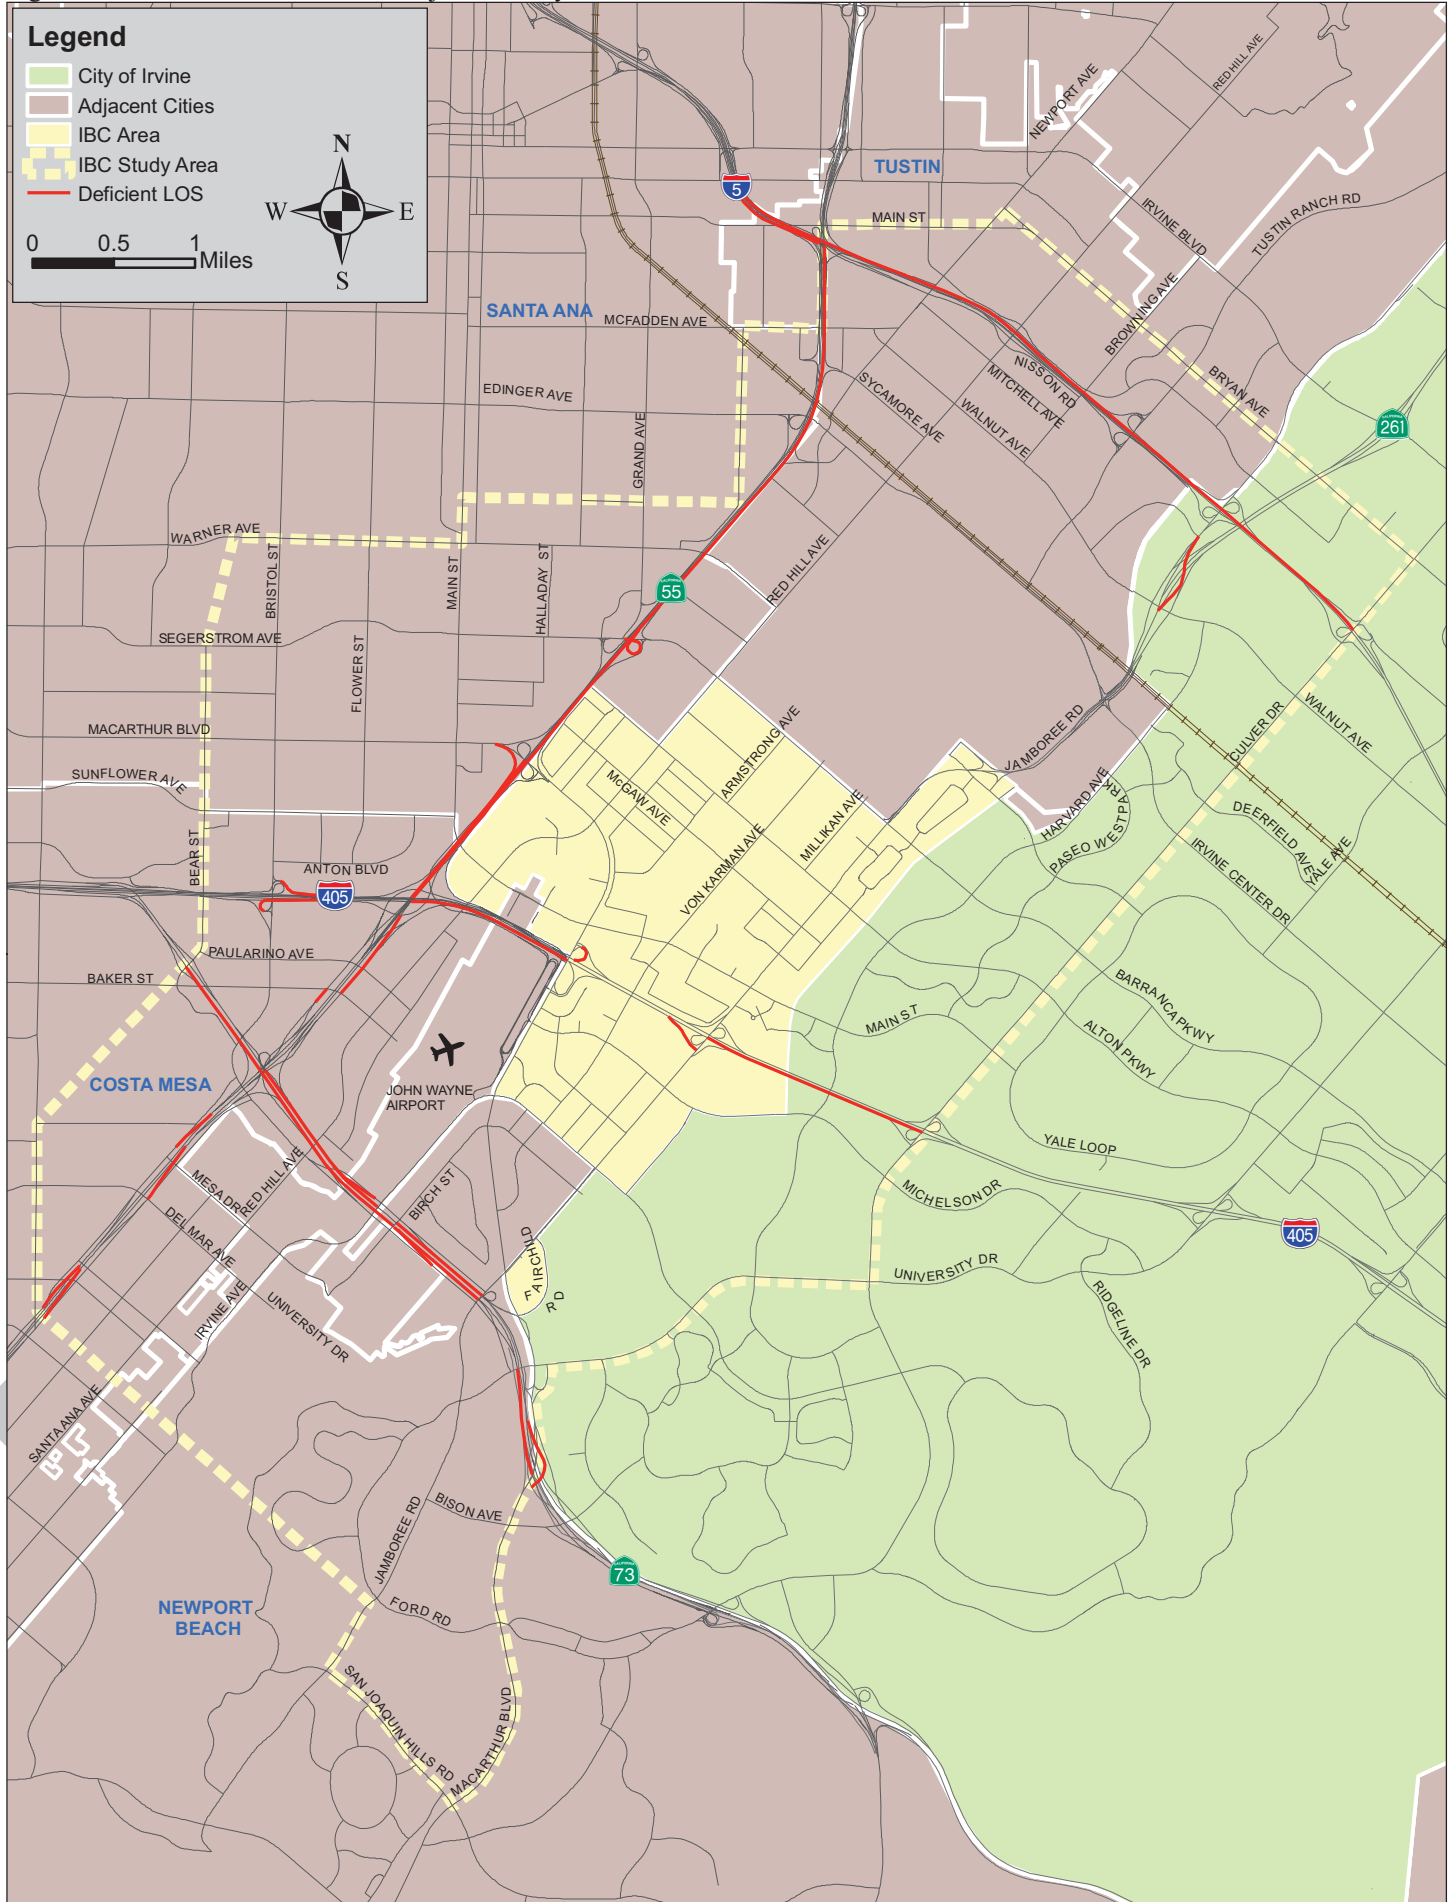 Legend
City of Irvine
Adjacent Cities
IBC Area
IBC Study Area
Deficient LOS
N
W
E
S
0
0.5
1
Miles
5
TUSTIN
NEWPORT AVE
RED HILL AVE
MAIN ST
IRVINE BLVD
TUSTIN RANCH RD
SANTA ANA
MCFADDEN AVE
BROWNING AVE
NISSON RD
MITCHELL AVE
BRYAN AVE
EDINGER AVE
SYCAMORE AVE
WALNUT AVE
CALIFORNIA
261
GRAND AVE
WARNER AVE
BRISTOL ST
MAIN ST
HALLADAY ST
RED HILL AVE
CALIFORNIA
55
SEGERSTROM AVE
FLOWER ST
MACARTHUR BLVD
SUNFLOWER AVE
ARMSTRONG AVE
JAMBOREE RD
CULVER DR
WALNUT AVE
McGAW AVE
MILLIKAN AVE
HARVARD AVE
PASEO WESTPARK
DEERFIELD AVE
YALE AVE
IRVINE CENTER DR
BEAR ST
ANTON BLVD
VON KARMAN AVE
405
PAULARINO AVE
BAKER ST
MAIN ST
BARRANCA PKWY
ALTON PKWY
COSTA MESA
JOHN WAYNE
AIRPORT
YALE LOOP
MESA DR
RED HILL AVE
BIRCH ST
MICHELSON DR
DEL MAR AVE
405
FAIRCHILD
RD
UNIVERSITY DR
IRVINE AVE
UNIVERSITY DR
RIDGELINE DR
SANTA ANA AVE
JAMBOREE RD
BISON AVE
CALIFORNIA
73
NEWPORT
BEACH
FORD RD
SAN JOAQUIN HILLS RD
MACARTHUR BLVD